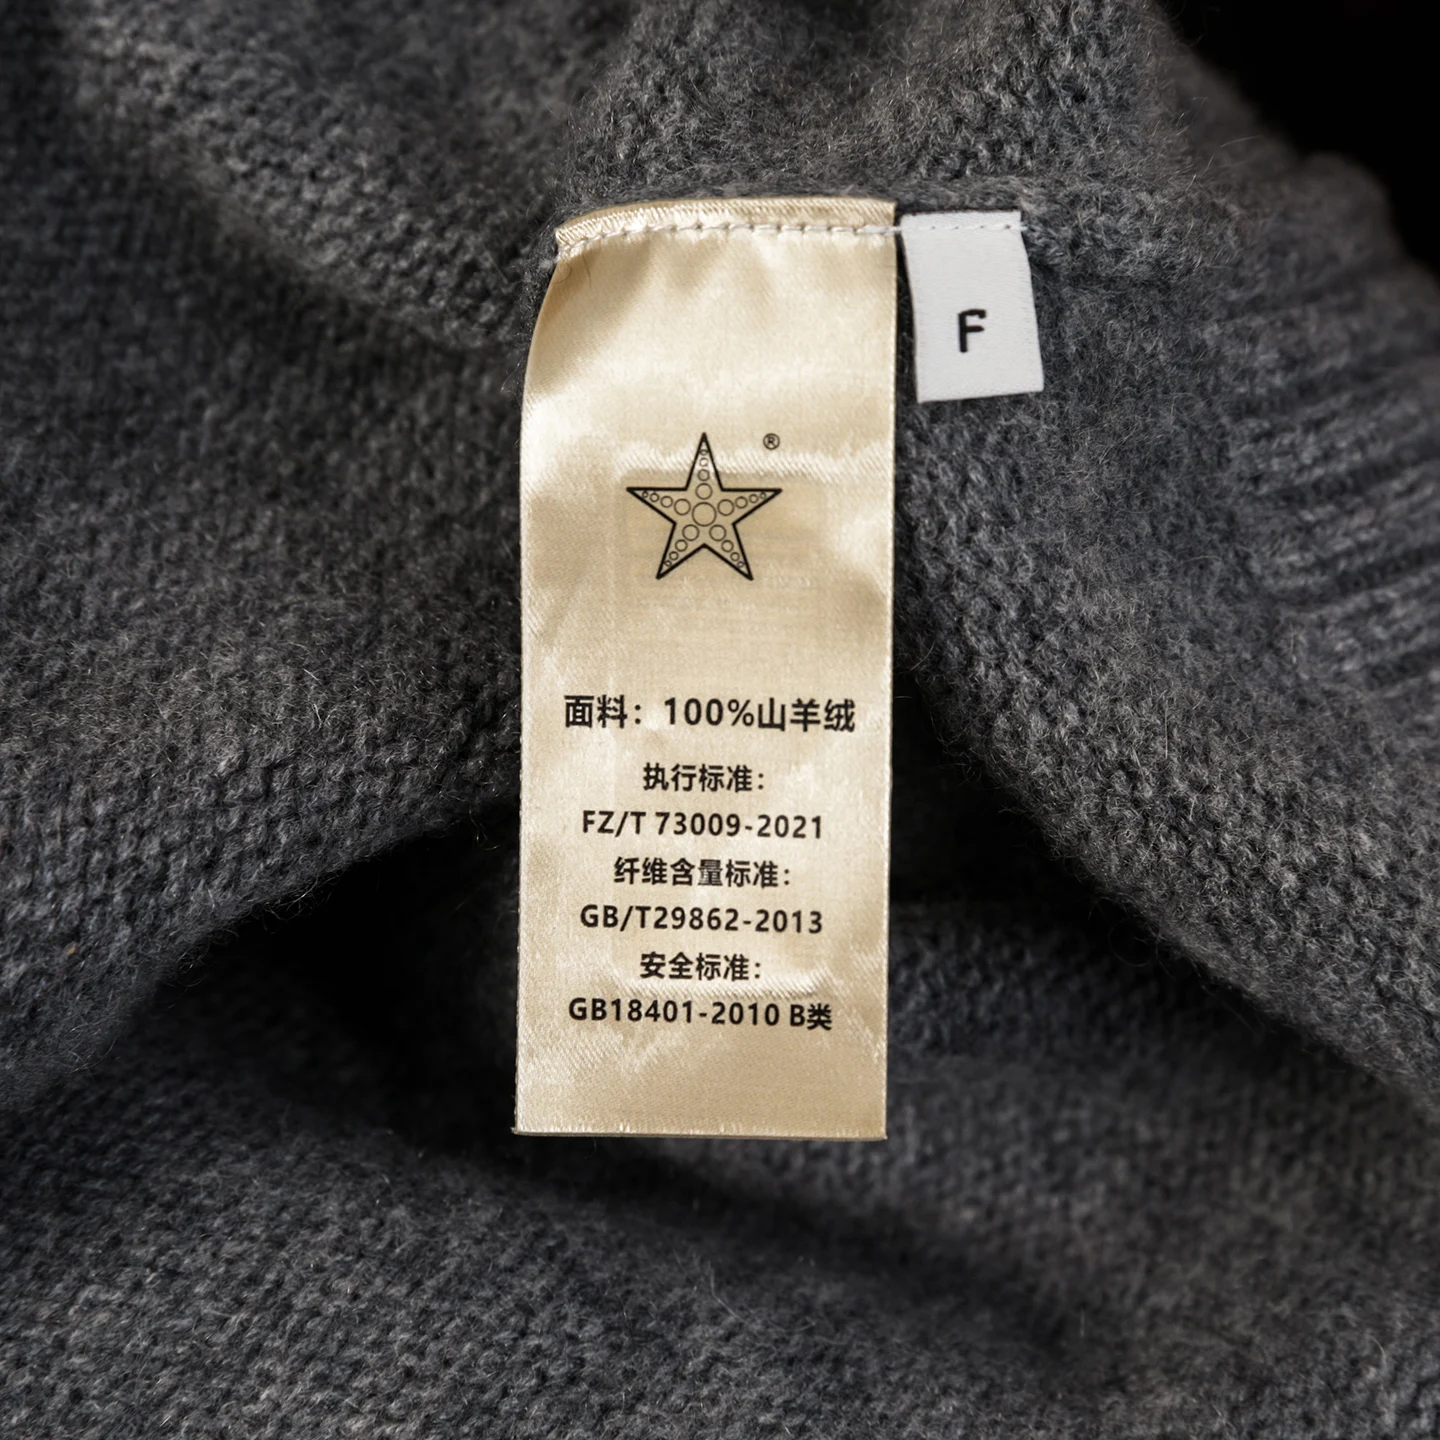 F
®
面料：100%山羊绒
执行标准：
FZ/T 73009-2021
纤维含量标准：
GB/T29862-2013
安全标准：
GB18401-2010 B类